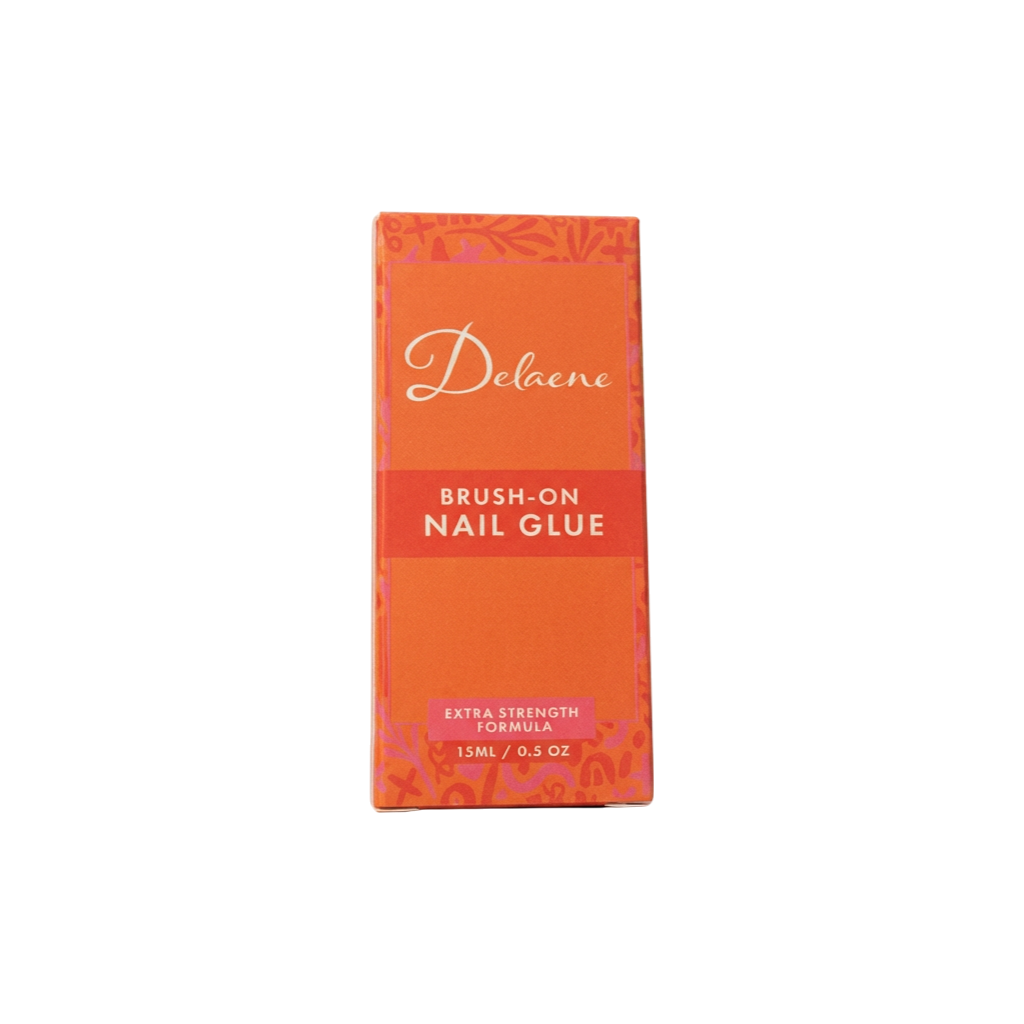 Delaene
BRUSH-ON
NAIL GLUE
EXTRA STRENGTH
FORMULA
15ML / 0.5 OZ